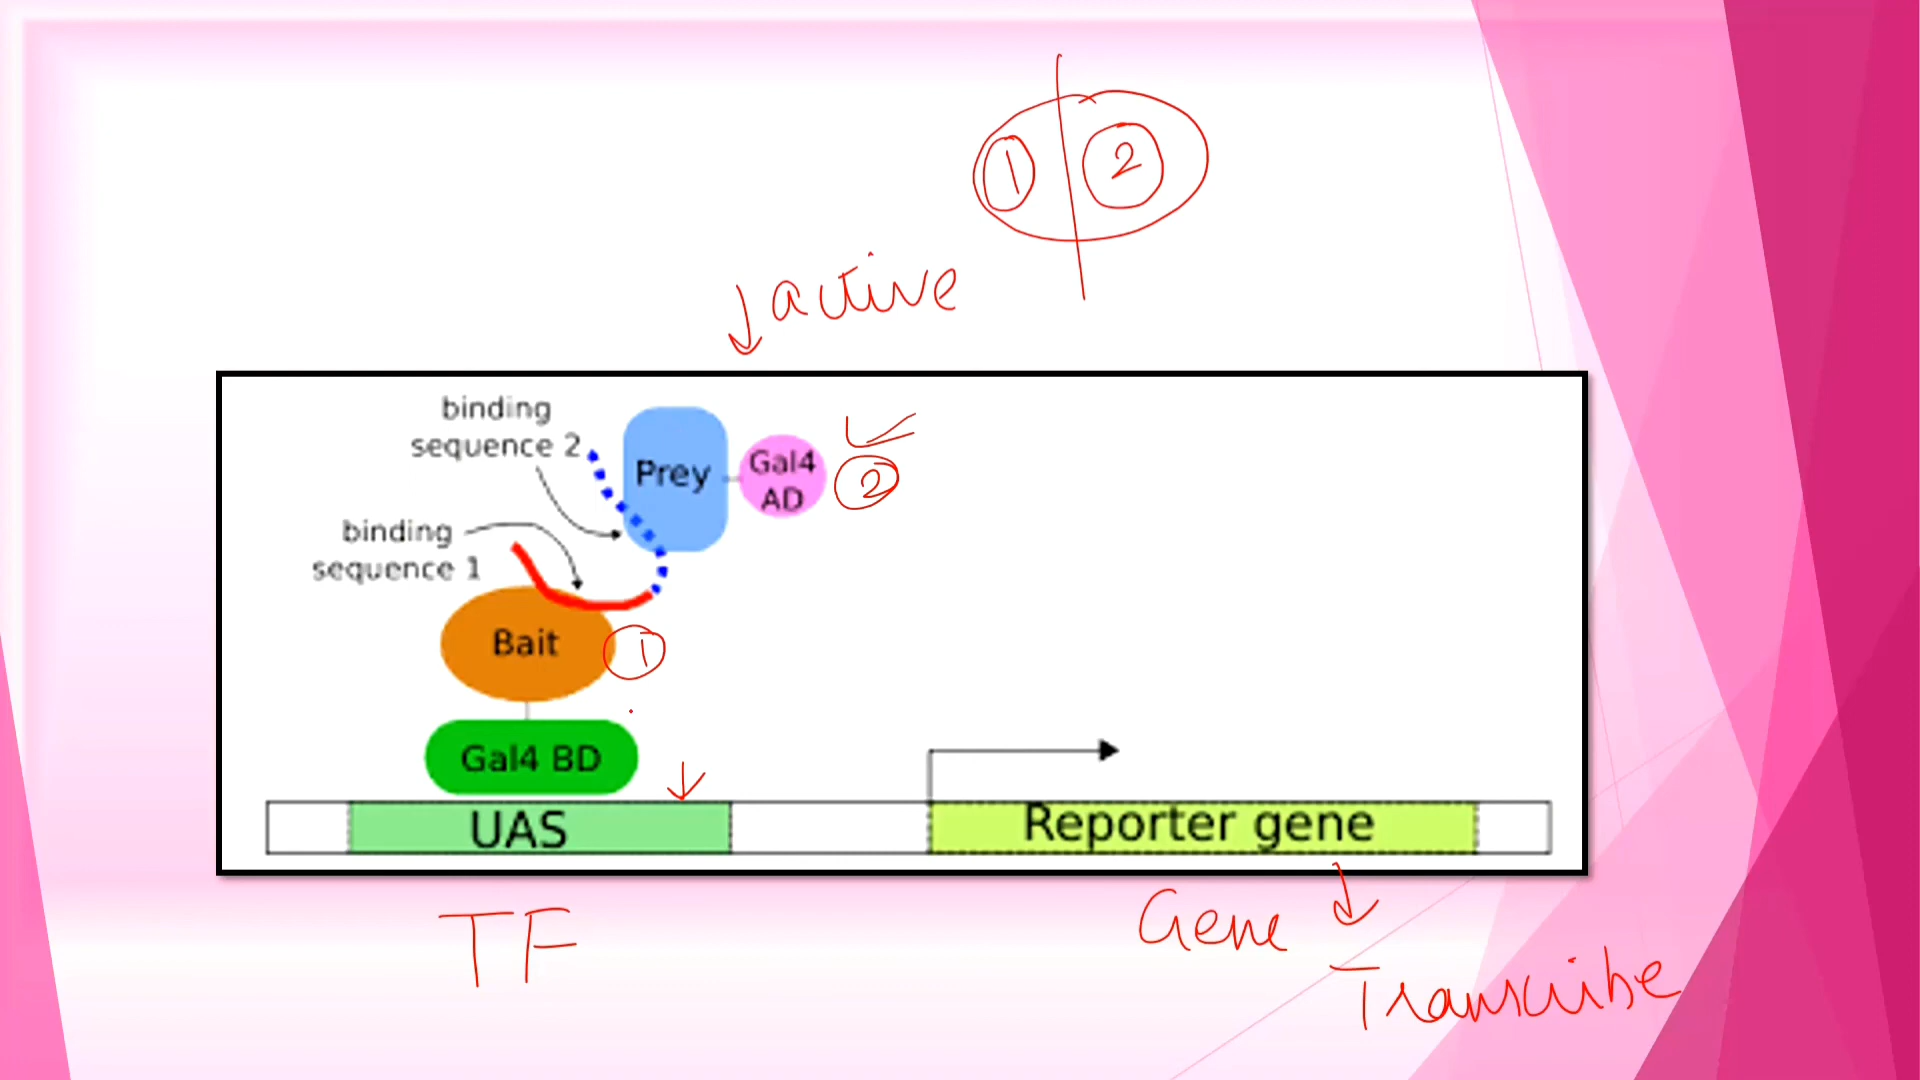 1 2
active
binding
sequence 2
Prey
Gal4
AD
2
binding
sequence 1
Bait
1
Gal4 BD
UAS
Reporter gene
TF
Gene
Transcribe